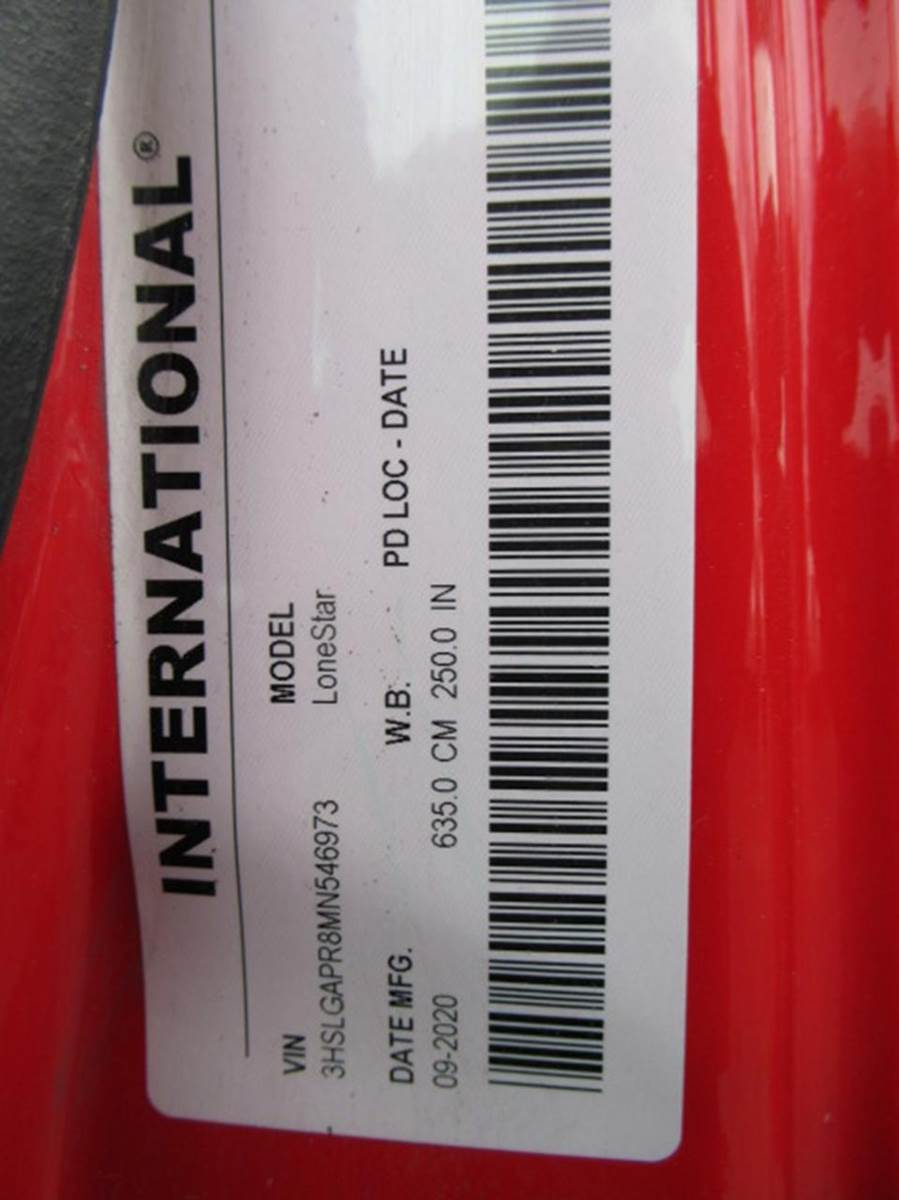 INTERNATIONAL®
VIN MODEL
3HSLGAPR8MN546973 LoneStar
DATE MFG. W.B. PD LOC - DATE
09-2020 635.0 CM 250.0 IN